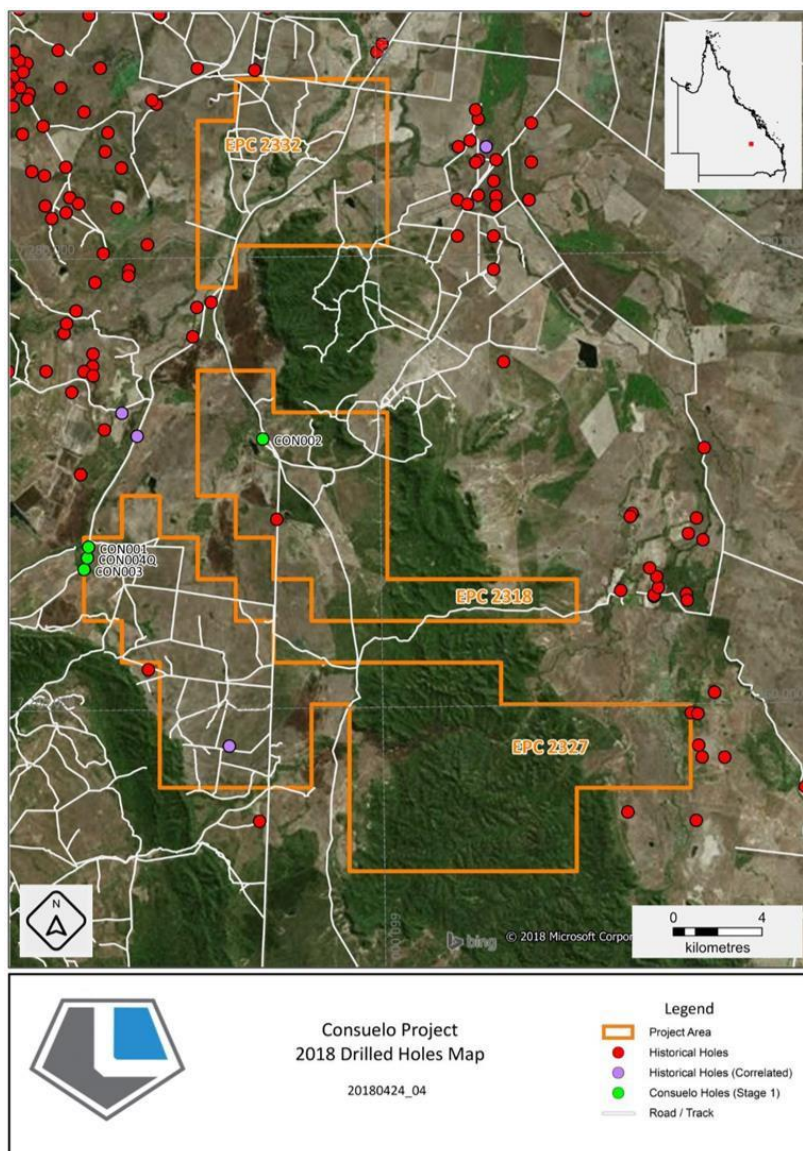 EPC 2332
CON002
CON001
CON004Q
CON003
EPC 2318
EPC 2327
N
0 4
kilometres
bing
© 2018 Microsoft Corpor
Consuelo Project
2018 Drilled Holes Map
20180424_04
Legend
Project Area
Historical Holes
Historical Holes (Correlated)
Consuelo Holes (Stage 1)
Road / Track